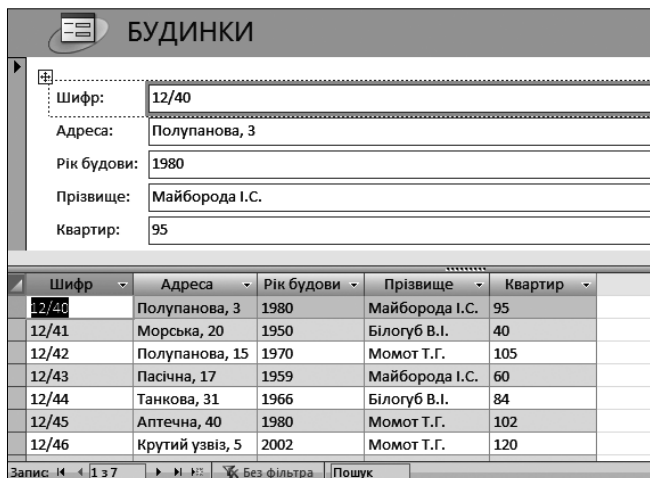 БУДИНКИ
Шифр: 12/40
Адреса: Полупанова, 3
Рік будови: 1980
Прізвище: Майборода І.С.
Квартир: 95
Шифр Адреса Рік будови Прізвище Квартир
12/40 Полупанова, 3 1980 Майборода І.С. 95
12/41 Морська, 20 1950 Білогуб В.І. 40
12/42 Полупанова, 15 1970 Момот Т.Г. 105
12/43 Пасічна, 17 1959 Майборода І.С. 60
12/44 Танкова, 31 1966 Білогуб В.І. 84
12/45 Аптечна, 40 1980 Момот Т.Г. 102
12/46 Крутий узвіз, 5 2002 Момот Т.Г. 120
Запис: 1 з 7 Без фільтра Пошук